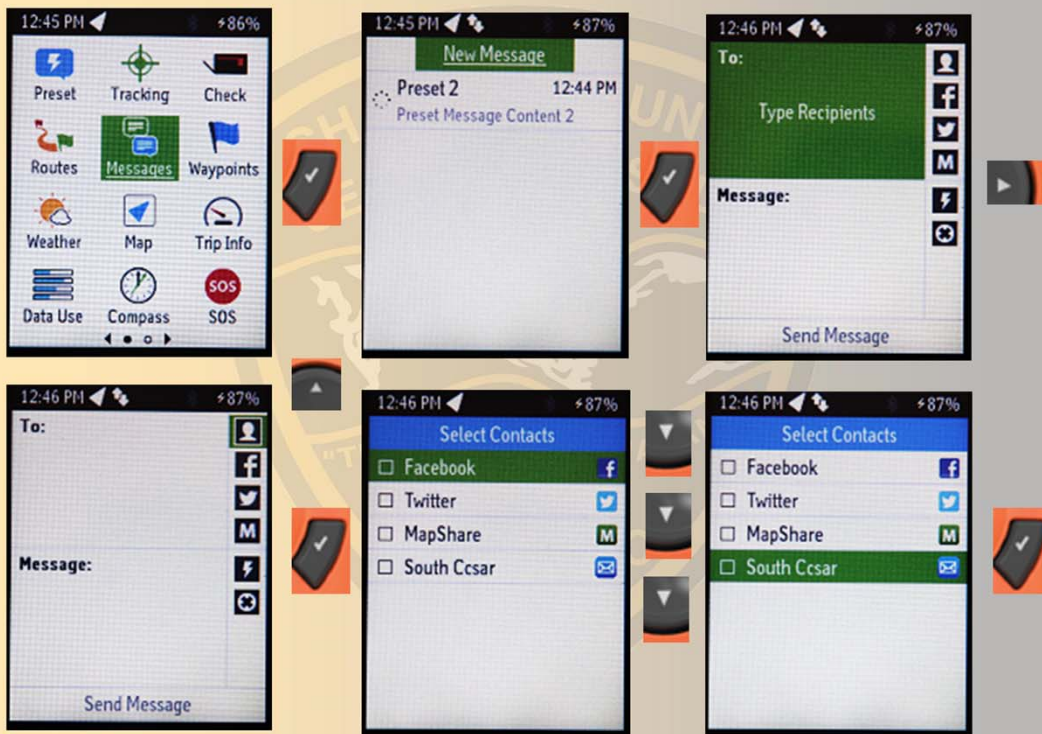 12:45 PM 86%
Preset Tracking Check
Routes Messages Waypoints
Weather Map Trip Info
SOS
Data Use Compass SOS
12:45 PM 87%
New Message
Preset 2 12:44 PM
Preset Message Content 2
12:46 PM 87%
To:
Type Recipients
f
M
Message:
Send Message
12:46 PM 87%
To:
f
M
Message:
Send Message
12:46 PM 87%
Select Contacts
Facebook f
Twitter
MapShare M
South Ccsar
12:46 PM 87%
Select Contacts
Facebook f
Twitter
MapShare M
South Ccsar